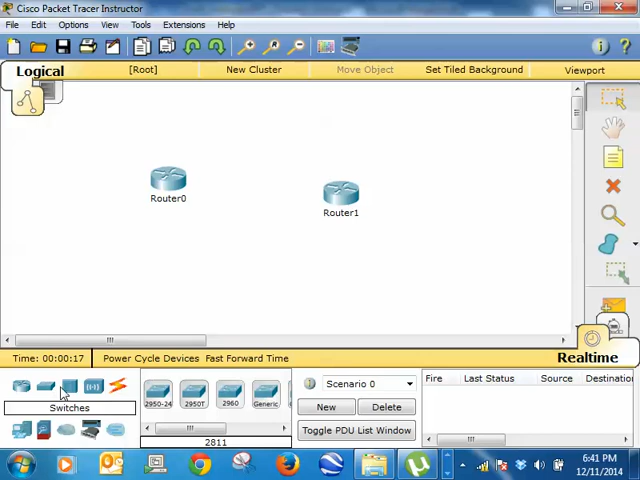 Cisco Packet Tracer Instructor
File Edit Options View Tools Extensions Help
Logical [Root] New Cluster Move Object Set Tiled Background Viewport
Router0
Router1
Time: 00:00:17 Power Cycle Devices Fast Forward Time Realtime
Switches
2950-24 2950T 2960 Generic
2811
Scenario 0
New Delete
Toggle PDU List Window
Fire Last Status Source Destination
6:41 PM
12/11/2014